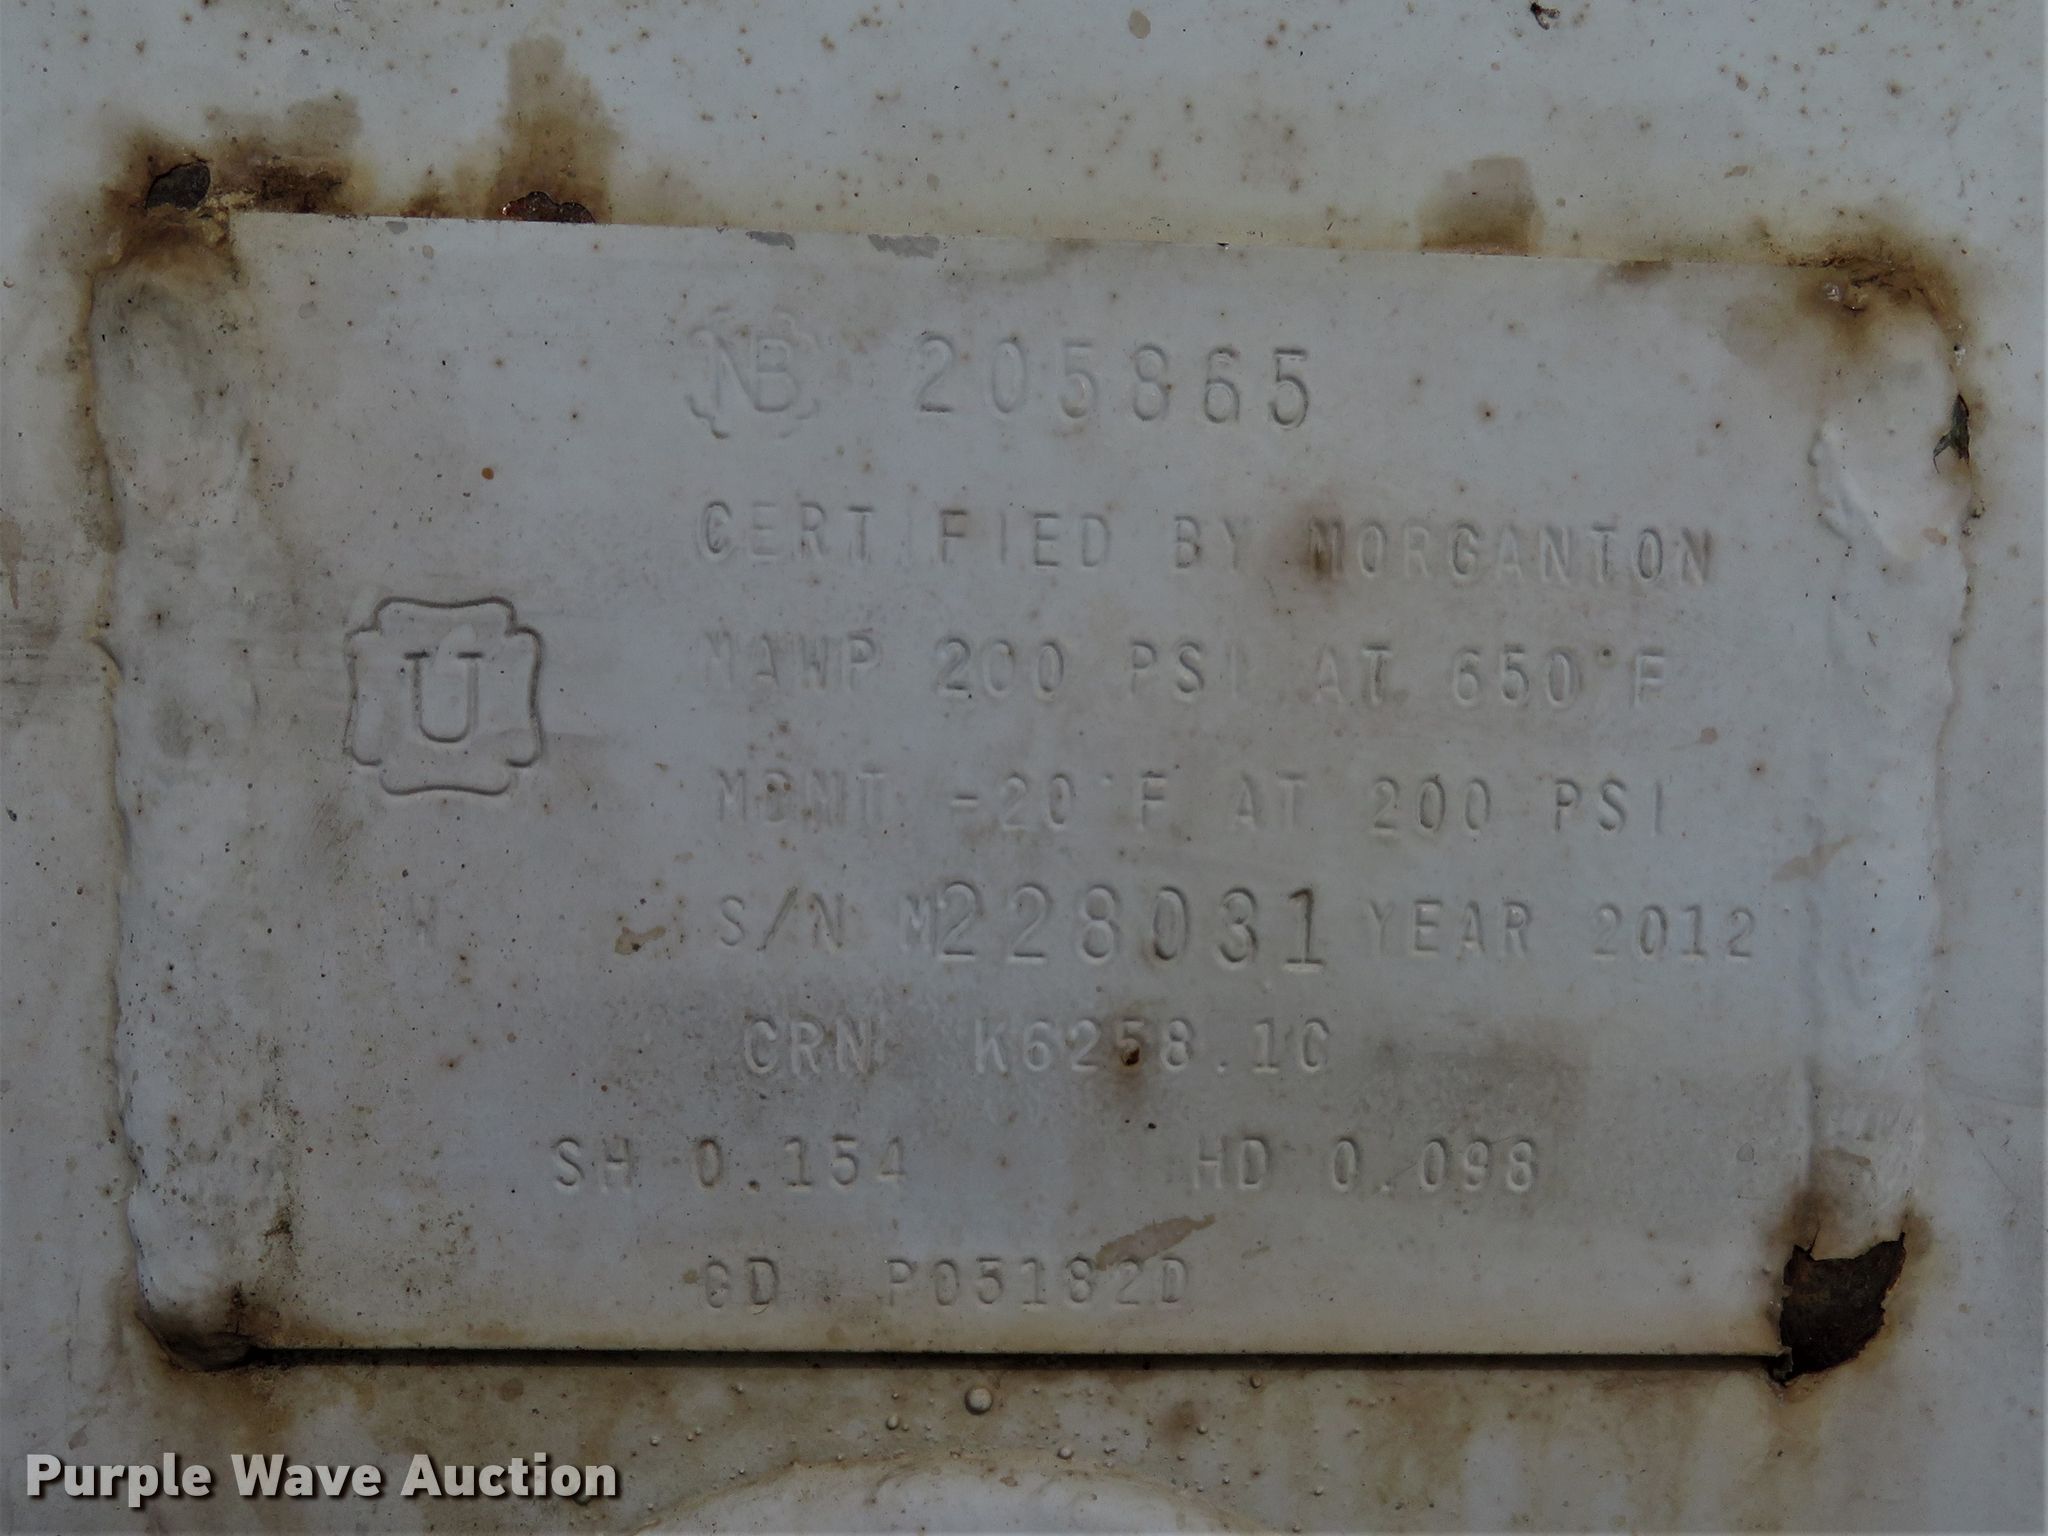 NB 205865
CERTIFIED BY MORGANTON
U
MAWP 200 PSI AT 650°F
MDMT -20°F AT 200 PSI
W S/N M228031 YEAR 2012
CRN K6258.1C
SH 0.154 HD 0.098
CD P05182D
Purple Wave Auction